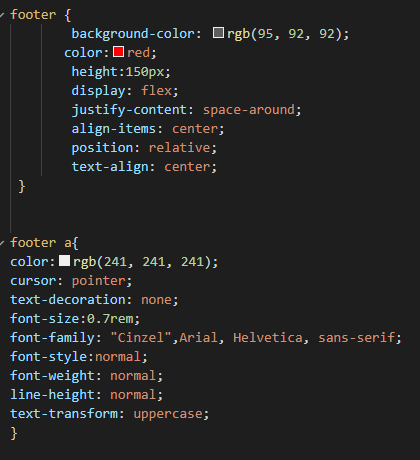 footer {
background-color: rgb(95, 92, 92);
color:red;
height:150px;
display: flex;
justify-content: space-around;
align-items: center;
position: relative;
text-align: center;
}
footer a{
color:rgb(241, 241, 241);
cursor: pointer;
text-decoration: none;
font-size:0.7rem;
font-family: "Cinzel",Arial, Helvetica, sans-serif;
font-style:normal;
font-weight: normal;
line-height: normal;
text-transform: uppercase;
}